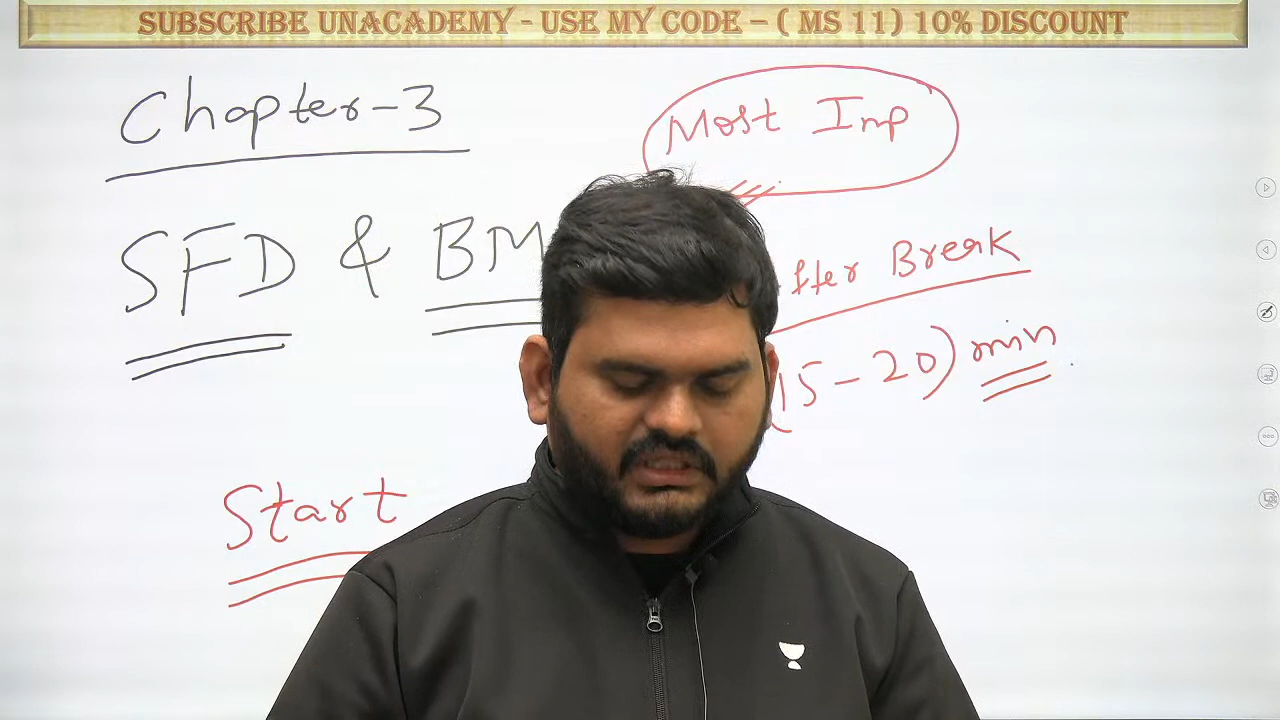 SUBSCRIBE UNACADEMY - USE MY CODE – ( MS 11) 10% DISCOUNT
Chapter-3
Most Imp
SFD & BM
ffter Break
(15-20) min
Start